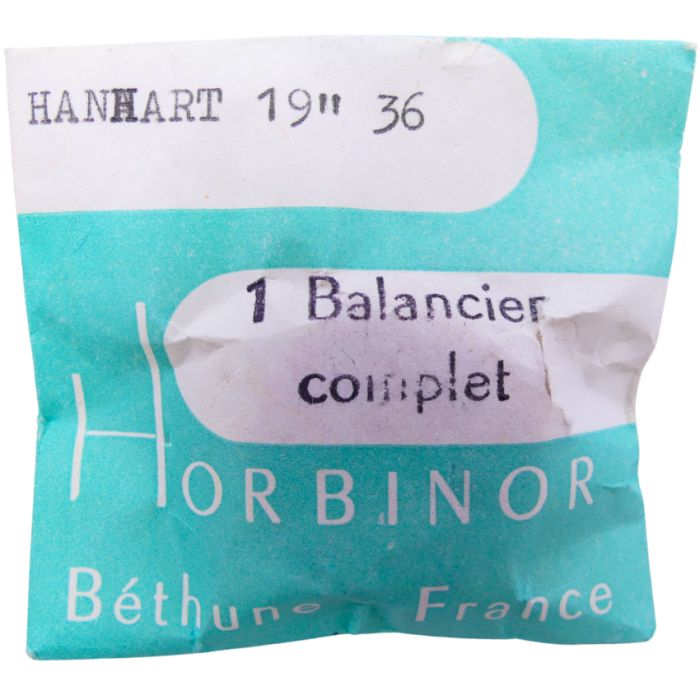 HANHART 19" 36
1 Balancier
complet
HORBINOR
Béthune France